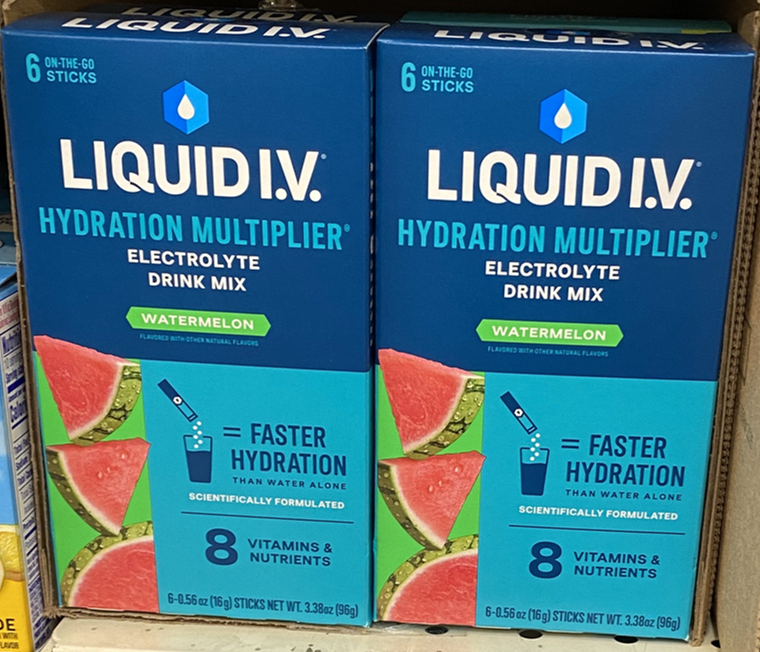 LIQUID I.V.
6 ON-THE-GO
STICKS
LIQUID I.V.
HYDRATION MULTIPLIER®
ELECTROLYTE
DRINK MIX
WATERMELON
FLAVORED WITH OTHER NATURAL FLAVORS
= FASTER
HYDRATION
THAN WATER ALONE
SCIENTIFICALLY FORMULATED
8 VITAMINS &
NUTRIENTS
6-0.56 oz (16g) STICKS NET WT. 3.38oz (96g)
LIQUID I.V.
6 ON-THE-GO
STICKS
LIQUID I.V.
HYDRATION MULTIPLIER®
ELECTROLYTE
DRINK MIX
WATERMELON
FLAVORED WITH OTHER NATURAL FLAVORS
= FASTER
HYDRATION
THAN WATER ALONE
SCIENTIFICALLY FORMULATED
8 VITAMINS &
NUTRIENTS
6-0.56 oz (16g) STICKS NET WT. 3.38oz (96g)